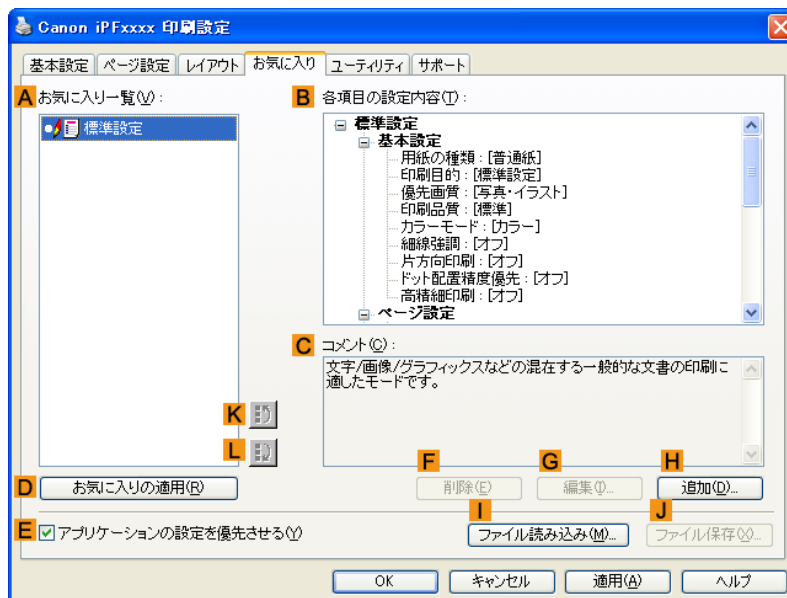 Canon iPFxxxx 印刷設定
基本設定 ページ設定 レイアウト お気に入り ユーティリティ サポート
A お気に入り一覧(V):
標準設定
B 各項目の設定内容(T):
標準設定
基本設定
用紙の種類 : [普通紙]
印刷目的 : [標準設定]
優先画質 : [写真・イラスト]
印刷品質 : [標準]
カラーモード : [カラー]
細線強調 : [オフ]
片方向印刷 : [オフ]
ドット配置精度優先 : [オフ]
高精細印刷 : [オフ]
ページ設定
C コメント(C):
文字/画像/グラフィックスなどの混在する一般的な文書の印刷に
適したモードです。
K
L
D お気に入りの適用(R)
F 削除(E)
G 編集(I)...
H 追加(D)...
E アプリケーションの設定を優先させる(Y)
I ファイル読み込み(M)...
J ファイル保存(X)...
OK キャンセル 適用(A) ヘルプ